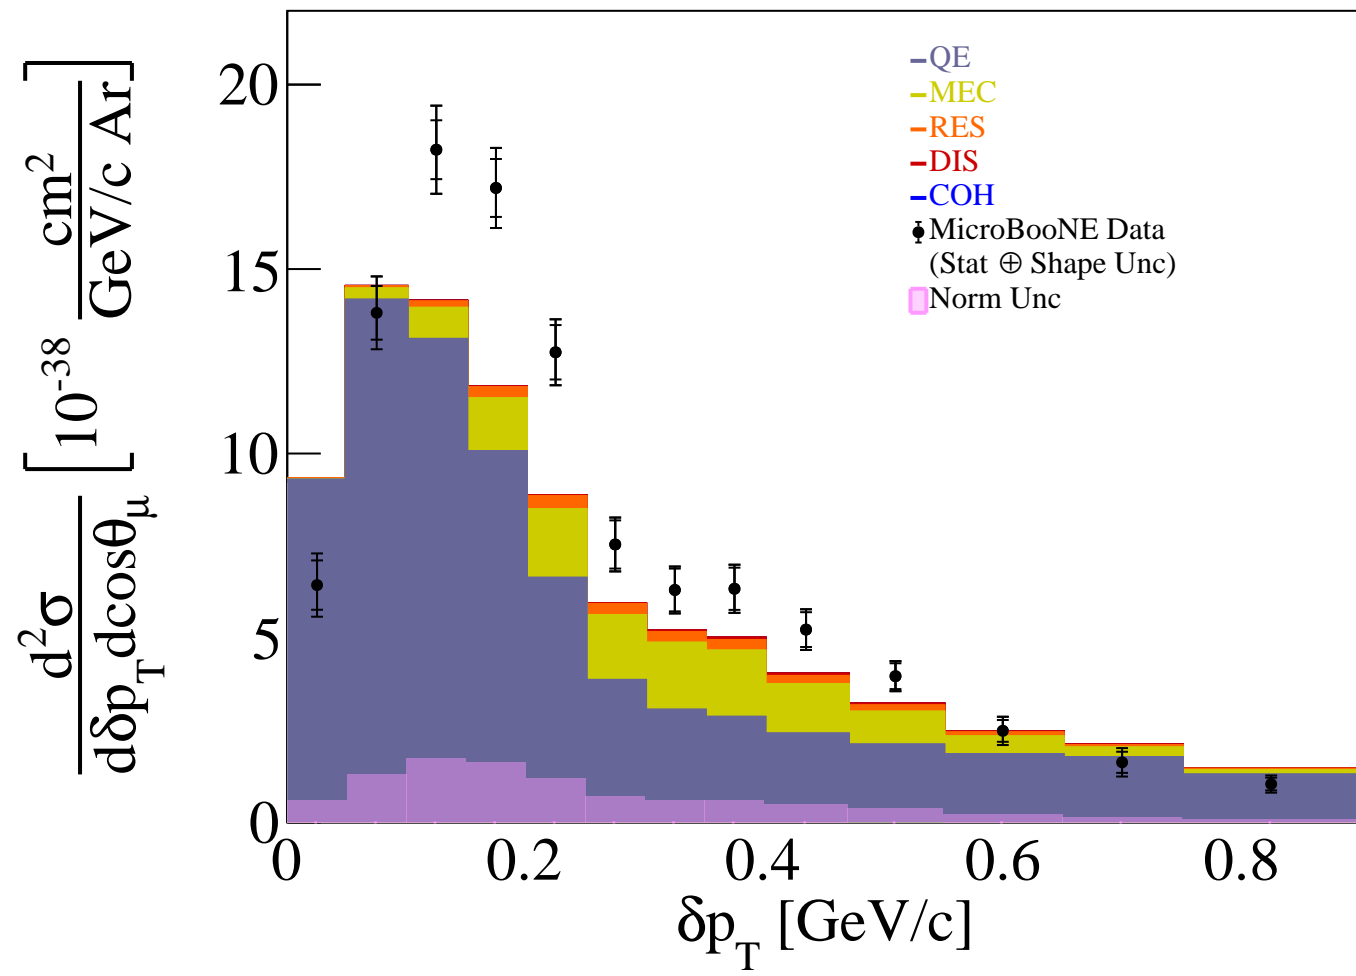 d²σ / dδp_T dcosθ_μ [10⁻³⁸ cm² / GeV/c Ar]
20
15
10
5
0
QE
MEC
RES
DIS
COH
MicroBooNE Data
(Stat ⊕ Shape Unc)
Norm Unc
0 0.2 0.4 0.6 0.8
δp_T [GeV/c]